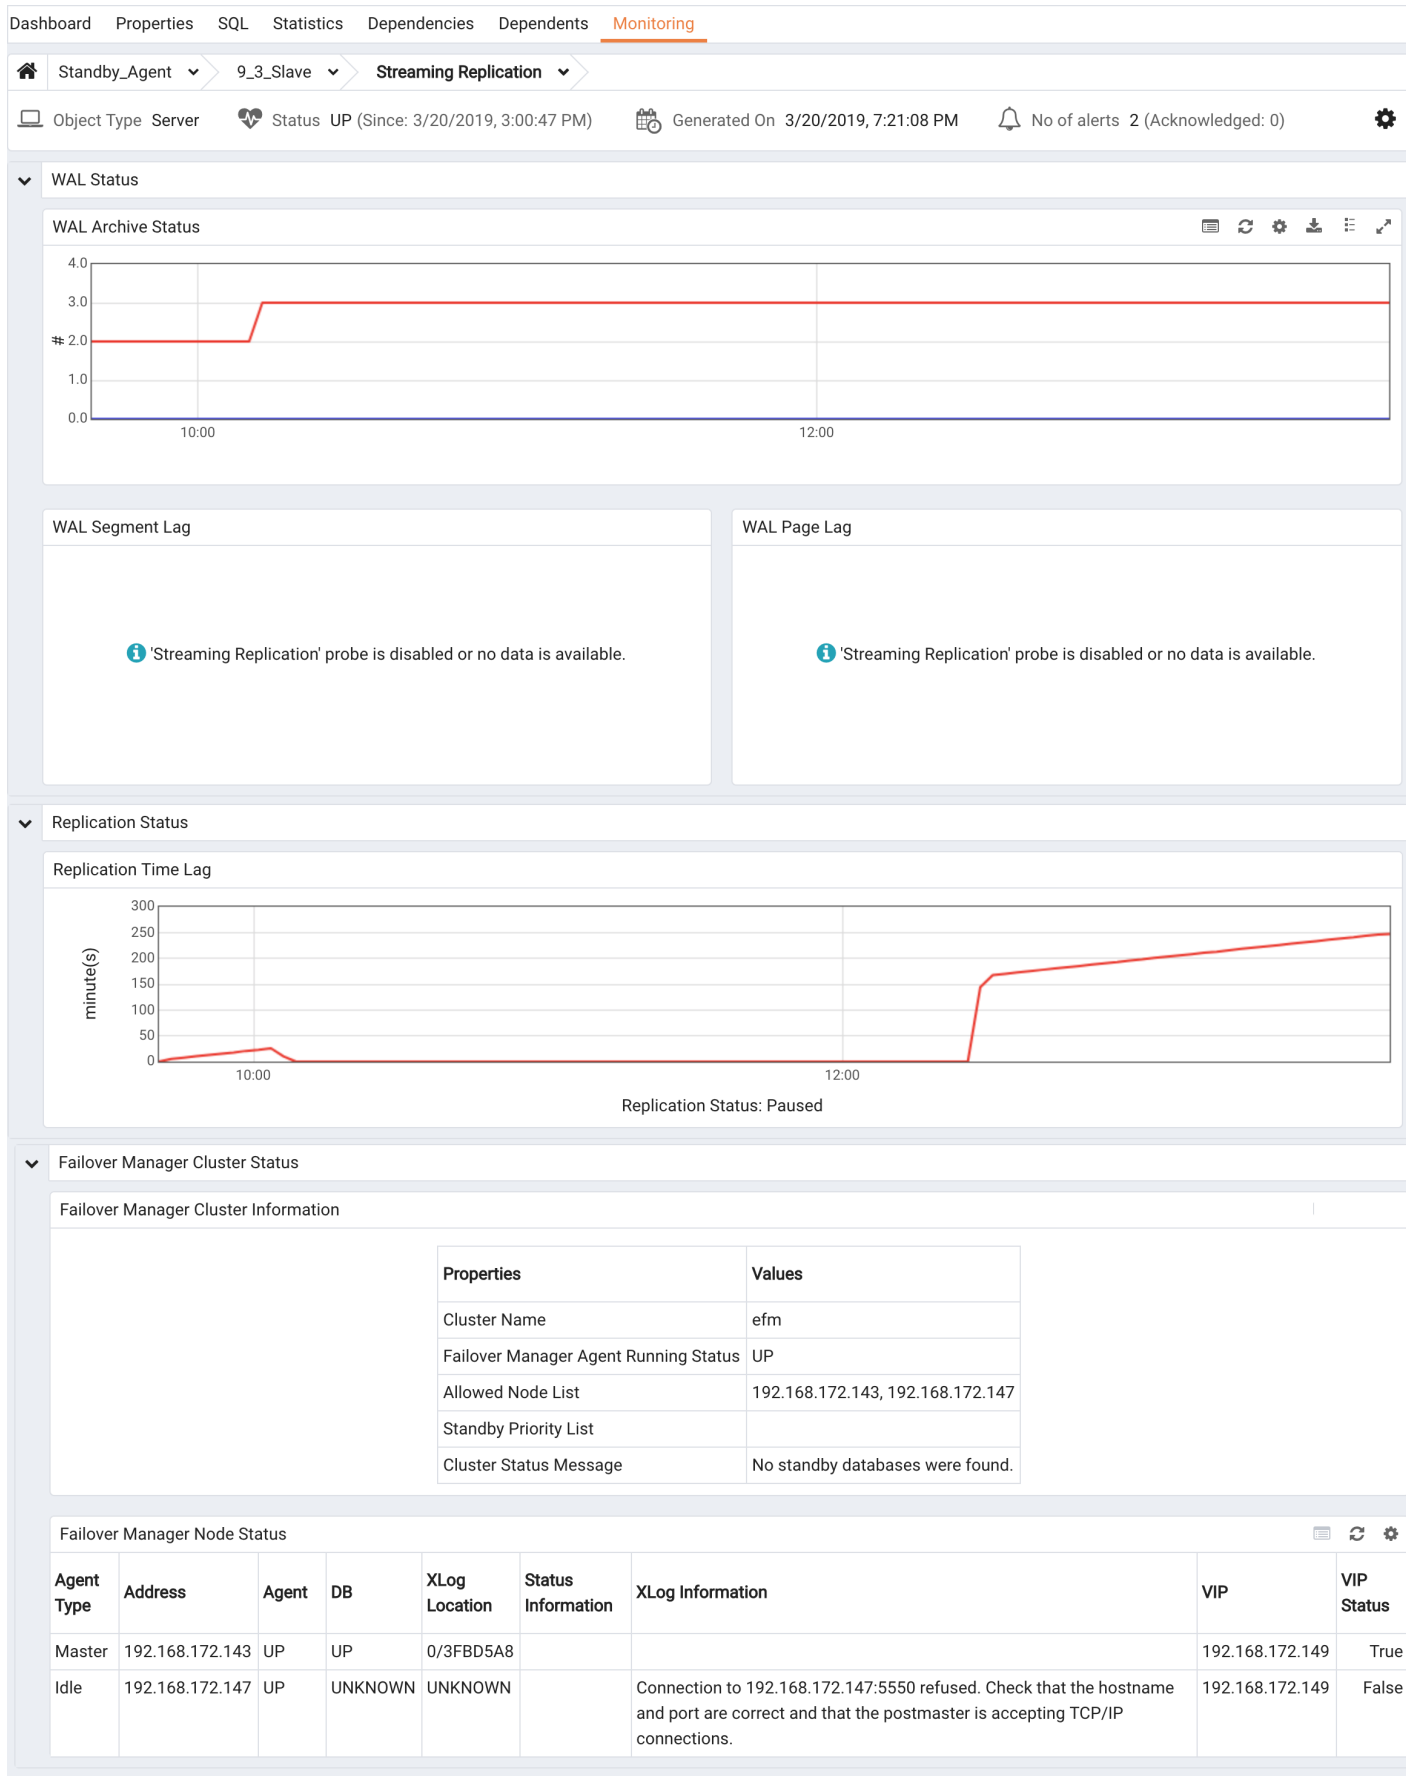 Dashboard Properties SQL Statistics Dependencies Dependents Monitoring
Standby_Agent 9_3_Slave Streaming Replication
Object Type Server Status UP (Since: 3/20/2019, 3:00:47 PM) Generated On 3/20/2019, 7:21:08 PM No of alerts 2 (Acknowledged: 0)
WAL Status
WAL Archive Status
4.0
3.0
# 2.0
1.0
0.0
10:00 12:00
WAL Segment Lag WAL Page Lag
'Streaming Replication' probe is disabled or no data is available. 'Streaming Replication' probe is disabled or no data is available.
Replication Status
Replication Time Lag
300
250
200
minute(s) 150
100
50
0
10:00 12:00
Replication Status: Paused
Failover Manager Cluster Status
Failover Manager Cluster Information
Properties Values
Cluster Name efm
Failover Manager Agent Running Status UP
Allowed Node List 192.168.172.143, 192.168.172.147
Standby Priority List
Cluster Status Message No standby databases were found.
Failover Manager Node Status
Agent Type Address Agent DB XLog Location Status Information XLog Information VIP VIP Status
Master 192.168.172.143 UP UP 0/3FBD5A8 192.168.172.149 True
Idle 192.168.172.147 UP UNKNOWN UNKNOWN Connection to 192.168.172.147:5550 refused. Check that the hostname 192.168.172.149 False
and port are correct and that the postmaster is accepting TCP/IP
connections.